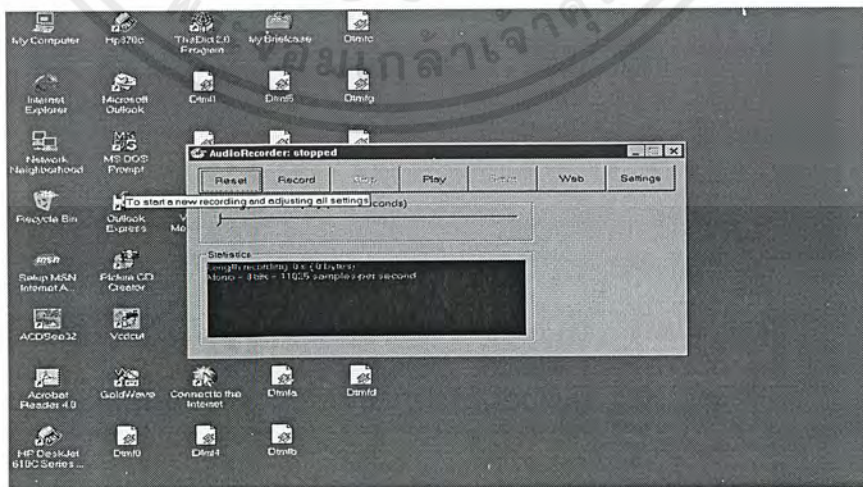 My Computer
Hp870c
TheDict 2.0
Program
My Briefcase
Dtmfc
Internet
Explorer
Microsoft
Outlook
Dtmf1
Dtmf5
Dtmfg
Network
Neighborhood
MS-DOS
Prompt
AudioRecorder: stopped
Reset Record Stop Play Save Web Settings
To start a new recording and adjusting all settings
conds)
Recycle Bin
Outlook
Express
Statistics
Length recording: 0 s (0 bytes)
Mono - 8 bit - 11025 samples per second
Setup MSN
Internet A...
Picture CD
Creator
ACDSee32
Vcdcut
Acrobat
Reader 4.0
GoldWave
Connect to the
Internet
Dtmfa
Dtmfd
HP DeskJet
610C Series ...
Dtmf0
Dtmf4
Dtmfb